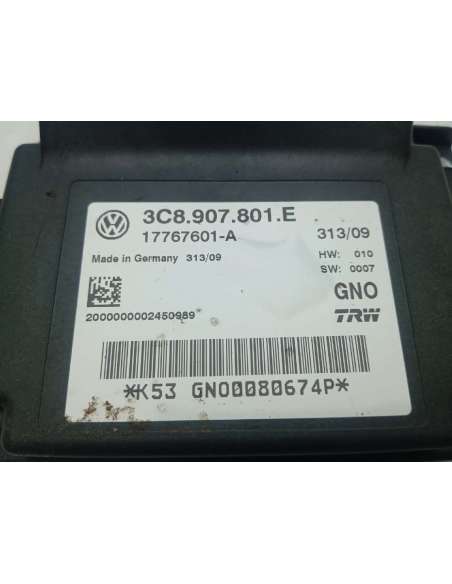 3C8.907.801.E
17767601-A 313/09
Made in Germany 313/09 HW: 010
SW: 0007
GNO
2000000002450989 TRW
*K53 GNO0080674P*